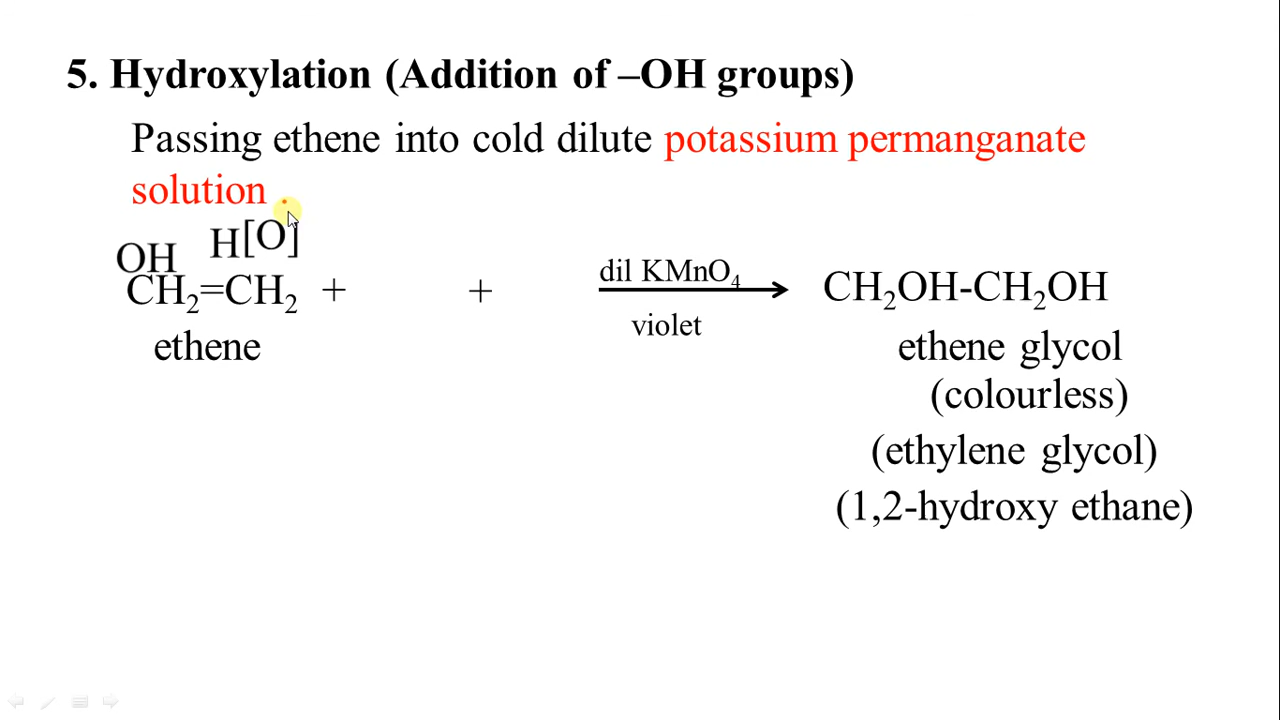 5. Hydroxylation (Addition of –OH groups)
Passing ethene into cold dilute potassium permanganate
solution .
OH H[O]
CH₂=CH₂ + + dil KMnO₄ CH₂OH-CH₂OH
violet
ethene ethene glycol
(colourless)
(ethylene glycol)
(1,2-hydroxy ethane)